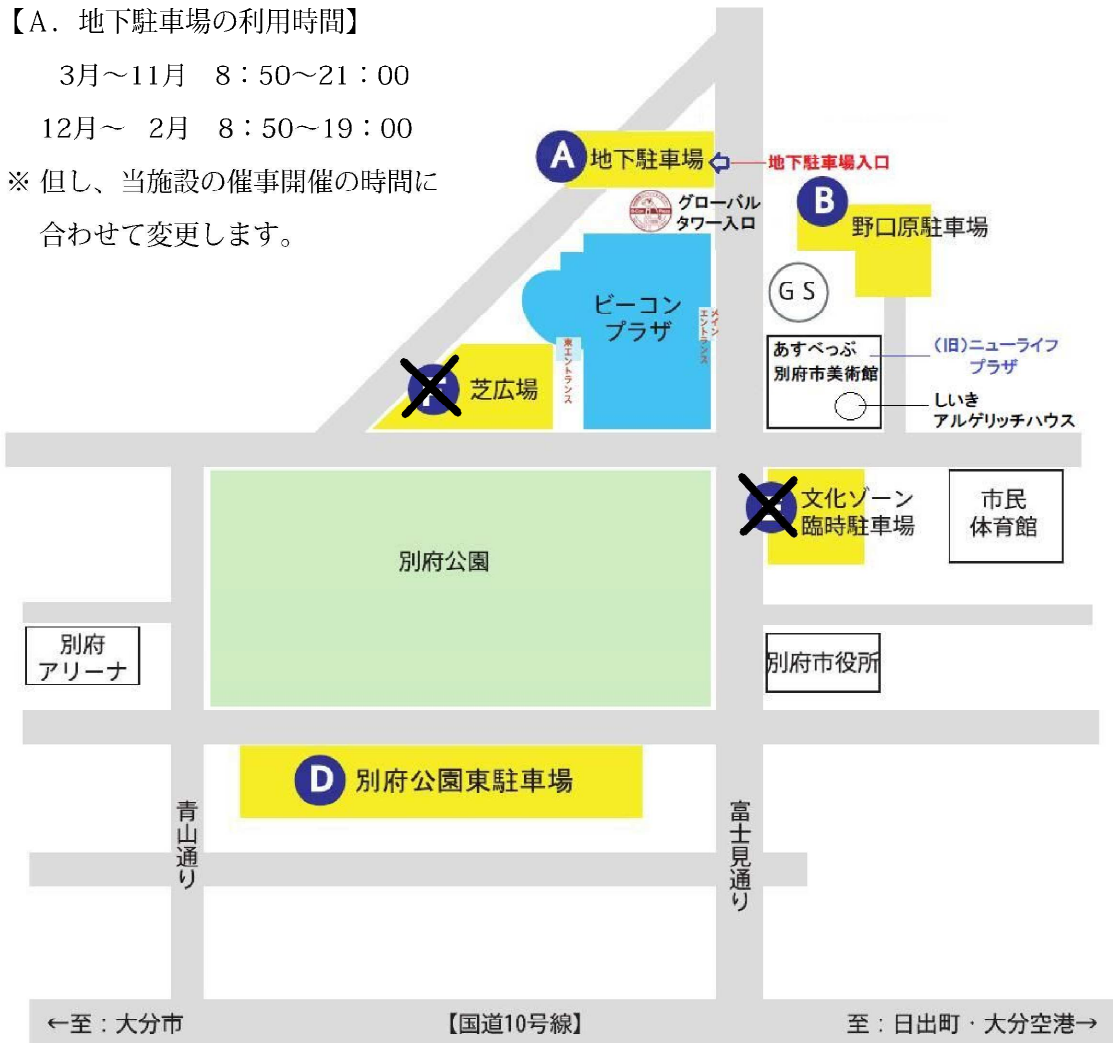 【A．地下駐車場の利用時間】
3月～11月　8：50～21：00
12月～　2月　8：50～19：00
※ 但し、当施設の催事開催の時間に
合わせて変更します。
A 地下駐車場
地下駐車場入口
グローバル
タワー入口
B
野口原駐車場
GS
ビーコン
プラザ
メイン
エントランス
東エントランス
芝広場
あすべっぷ
別府市美術館
（旧）ニューライフ
プラザ
しいき
アルゲリッチハウス
文化ゾーン
臨時駐車場
市民
体育館
別府公園
別府
アリーナ
別府市役所
D 別府公園東駐車場
青山通り
富士見通り
←至：大分市
【国道10号線】
至：日出町・大分空港→